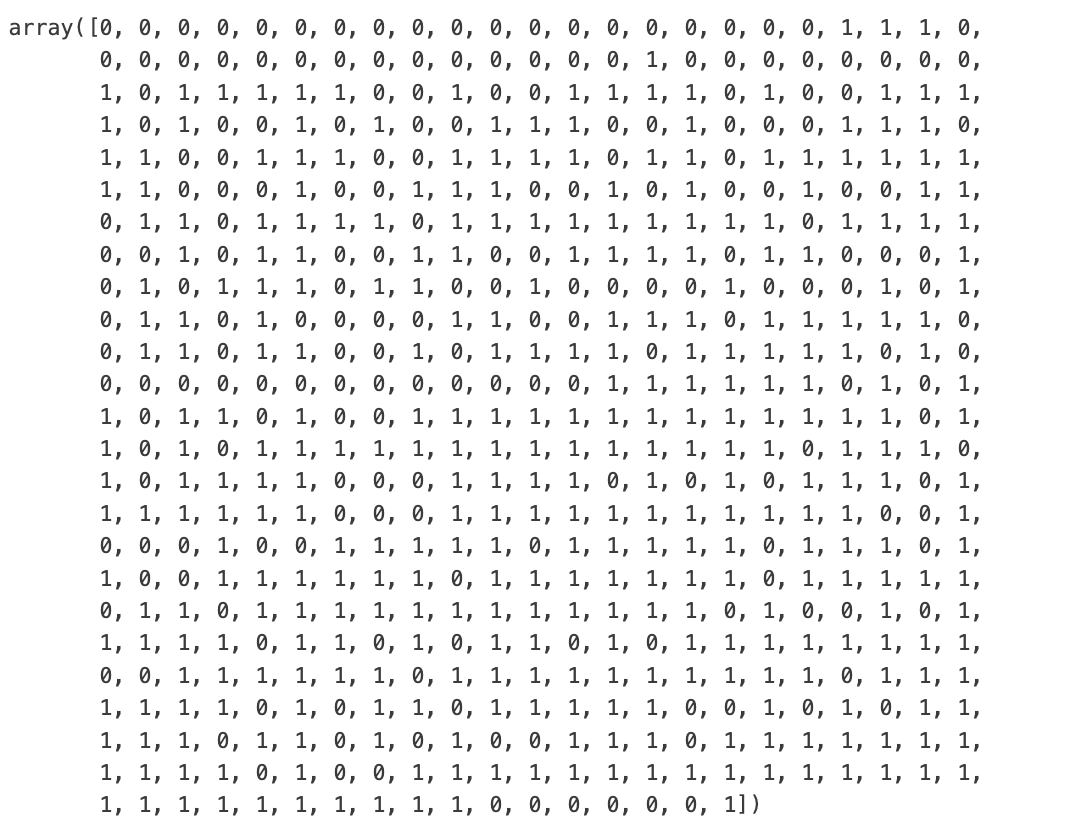 array([0, 0, 0, 0, 0, 0, 0, 0, 0, 0, 0, 0, 0, 0, 0, 0, 0, 0, 0, 1, 1, 1, 0,
0, 0, 0, 0, 0, 0, 0, 0, 0, 0, 0, 0, 0, 0, 1, 0, 0, 0, 0, 0, 0, 0, 0,
1, 0, 1, 1, 1, 1, 1, 0, 0, 1, 0, 0, 1, 1, 1, 1, 0, 1, 0, 0, 1, 1, 1,
1, 0, 1, 0, 0, 1, 0, 1, 0, 0, 1, 1, 1, 0, 0, 1, 0, 0, 0, 1, 1, 1, 0,
1, 1, 0, 0, 1, 1, 1, 0, 0, 1, 1, 1, 1, 0, 1, 1, 0, 1, 1, 1, 1, 1, 1,
1, 1, 0, 0, 0, 1, 0, 0, 1, 1, 1, 0, 0, 1, 0, 1, 0, 0, 1, 0, 0, 1, 1,
0, 1, 1, 0, 1, 1, 1, 1, 0, 1, 1, 1, 1, 1, 1, 1, 1, 1, 0, 1, 1, 1, 1,
0, 0, 1, 0, 1, 1, 0, 0, 1, 1, 0, 0, 1, 1, 1, 1, 0, 1, 1, 0, 0, 0, 1,
0, 1, 0, 1, 1, 1, 0, 1, 1, 0, 0, 1, 0, 0, 0, 0, 1, 0, 0, 0, 1, 0, 1,
0, 1, 1, 0, 1, 0, 0, 0, 0, 1, 1, 0, 0, 1, 1, 1, 0, 1, 1, 1, 1, 1, 0,
0, 1, 1, 0, 1, 1, 0, 0, 1, 0, 1, 1, 1, 1, 0, 1, 1, 1, 1, 1, 0, 1, 0,
0, 0, 0, 0, 0, 0, 0, 0, 0, 0, 0, 0, 0, 1, 1, 1, 1, 1, 1, 0, 1, 0, 1,
1, 0, 1, 1, 0, 1, 0, 0, 1, 1, 1, 1, 1, 1, 1, 1, 1, 1, 1, 1, 1, 0, 1,
1, 0, 1, 0, 1, 1, 1, 1, 1, 1, 1, 1, 1, 1, 1, 1, 1, 1, 0, 1, 1, 1, 0,
1, 0, 1, 1, 1, 1, 0, 0, 0, 1, 1, 1, 1, 0, 1, 0, 1, 0, 1, 1, 1, 0, 1,
1, 1, 1, 1, 1, 1, 0, 0, 0, 1, 1, 1, 1, 1, 1, 1, 1, 1, 1, 1, 0, 0, 1,
0, 0, 0, 1, 0, 0, 1, 1, 1, 1, 1, 0, 1, 1, 1, 1, 1, 0, 1, 1, 1, 0, 1,
1, 0, 0, 1, 1, 1, 1, 1, 1, 0, 1, 1, 1, 1, 1, 1, 1, 0, 1, 1, 1, 1, 1,
0, 1, 1, 0, 1, 1, 1, 1, 1, 1, 1, 1, 1, 1, 1, 1, 0, 1, 0, 0, 1, 0, 1,
1, 1, 1, 1, 0, 1, 1, 0, 1, 0, 1, 1, 0, 1, 0, 1, 1, 1, 1, 1, 1, 1, 1,
0, 0, 1, 1, 1, 1, 1, 1, 0, 1, 1, 1, 1, 1, 1, 1, 1, 1, 1, 0, 1, 1, 1,
1, 1, 1, 1, 0, 1, 0, 1, 1, 0, 1, 1, 1, 1, 1, 0, 0, 1, 0, 1, 0, 1, 1,
1, 1, 1, 0, 1, 1, 0, 1, 0, 1, 0, 0, 1, 1, 1, 0, 1, 1, 1, 1, 1, 1, 1,
1, 1, 1, 1, 0, 1, 0, 0, 1, 1, 1, 1, 1, 1, 1, 1, 1, 1, 1, 1, 1, 1, 1,
1, 1, 1, 1, 1, 1, 1, 1, 1, 1, 0, 0, 0, 0, 0, 0, 1])